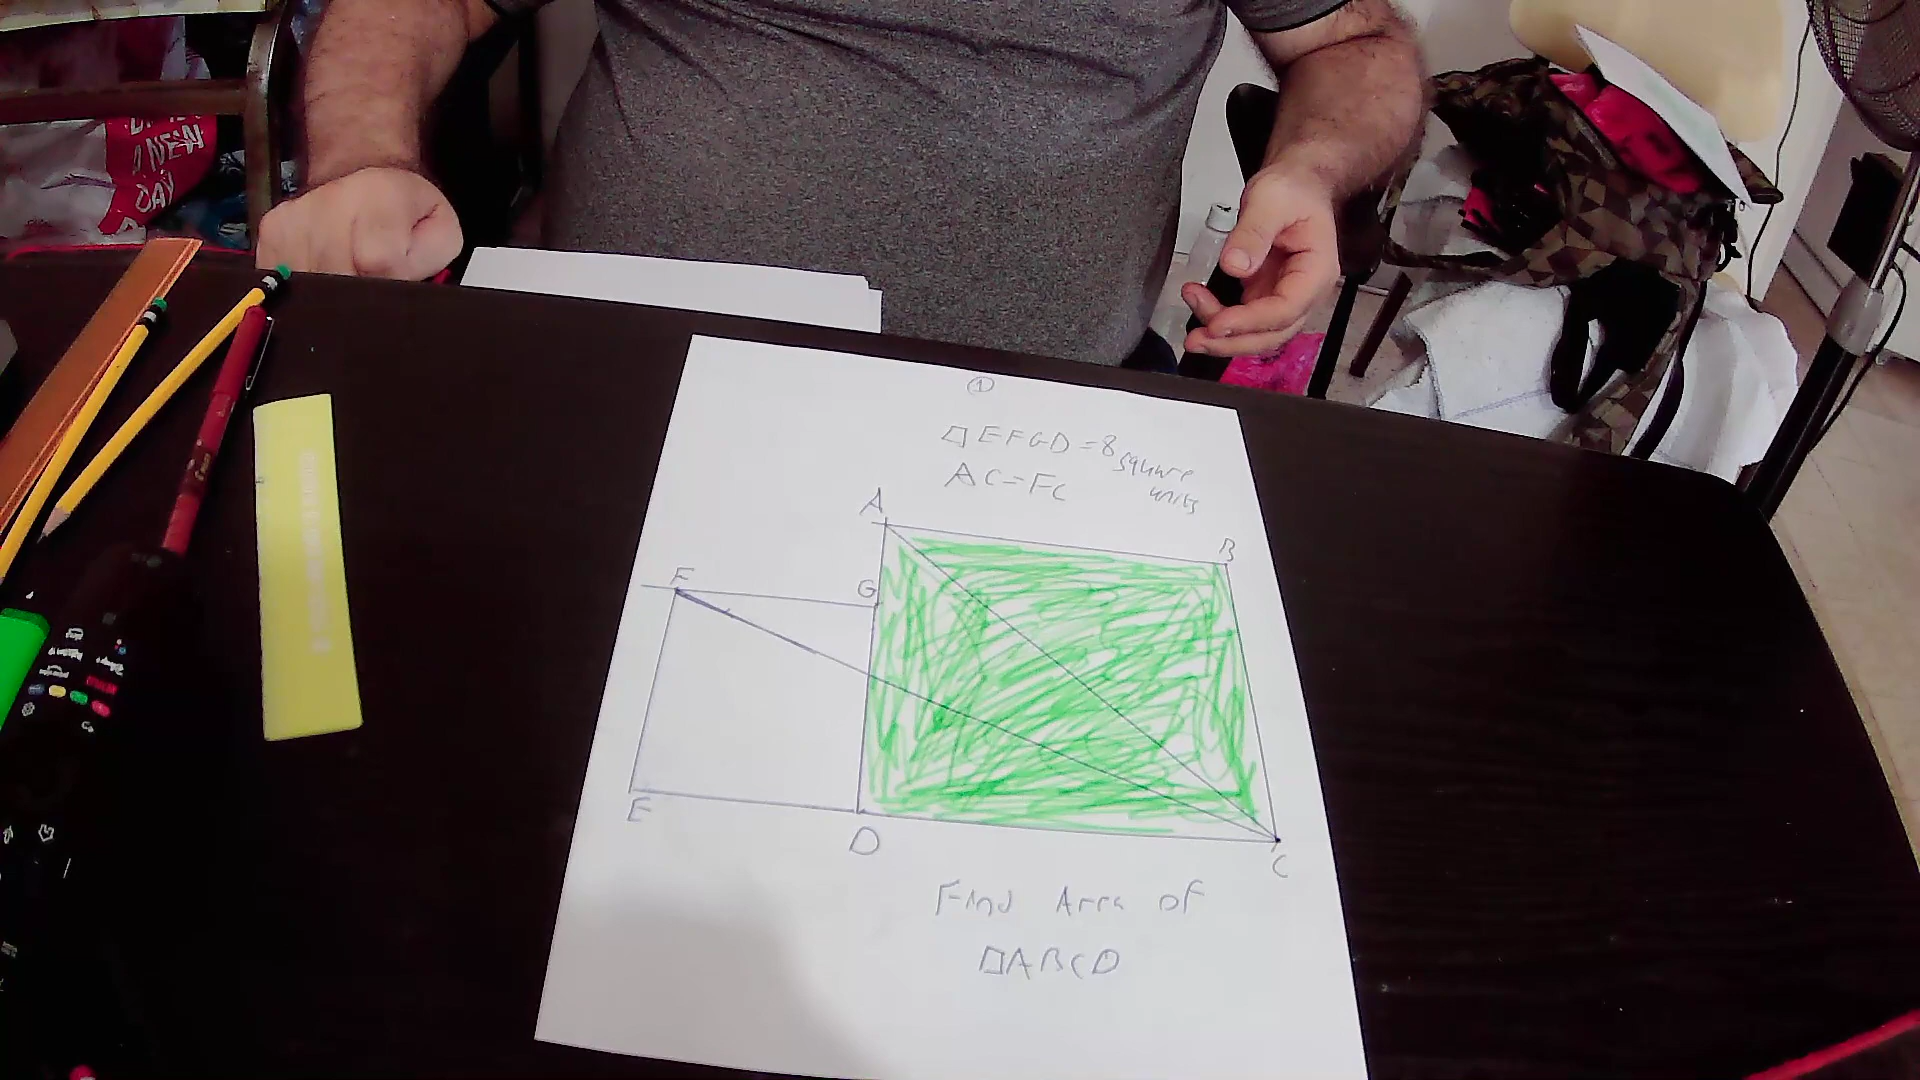 1
□EFGD=8 square units
AC=FC
A
B
F
G
E
D
C
Find Area of
□ABCD
A NEW
DAY